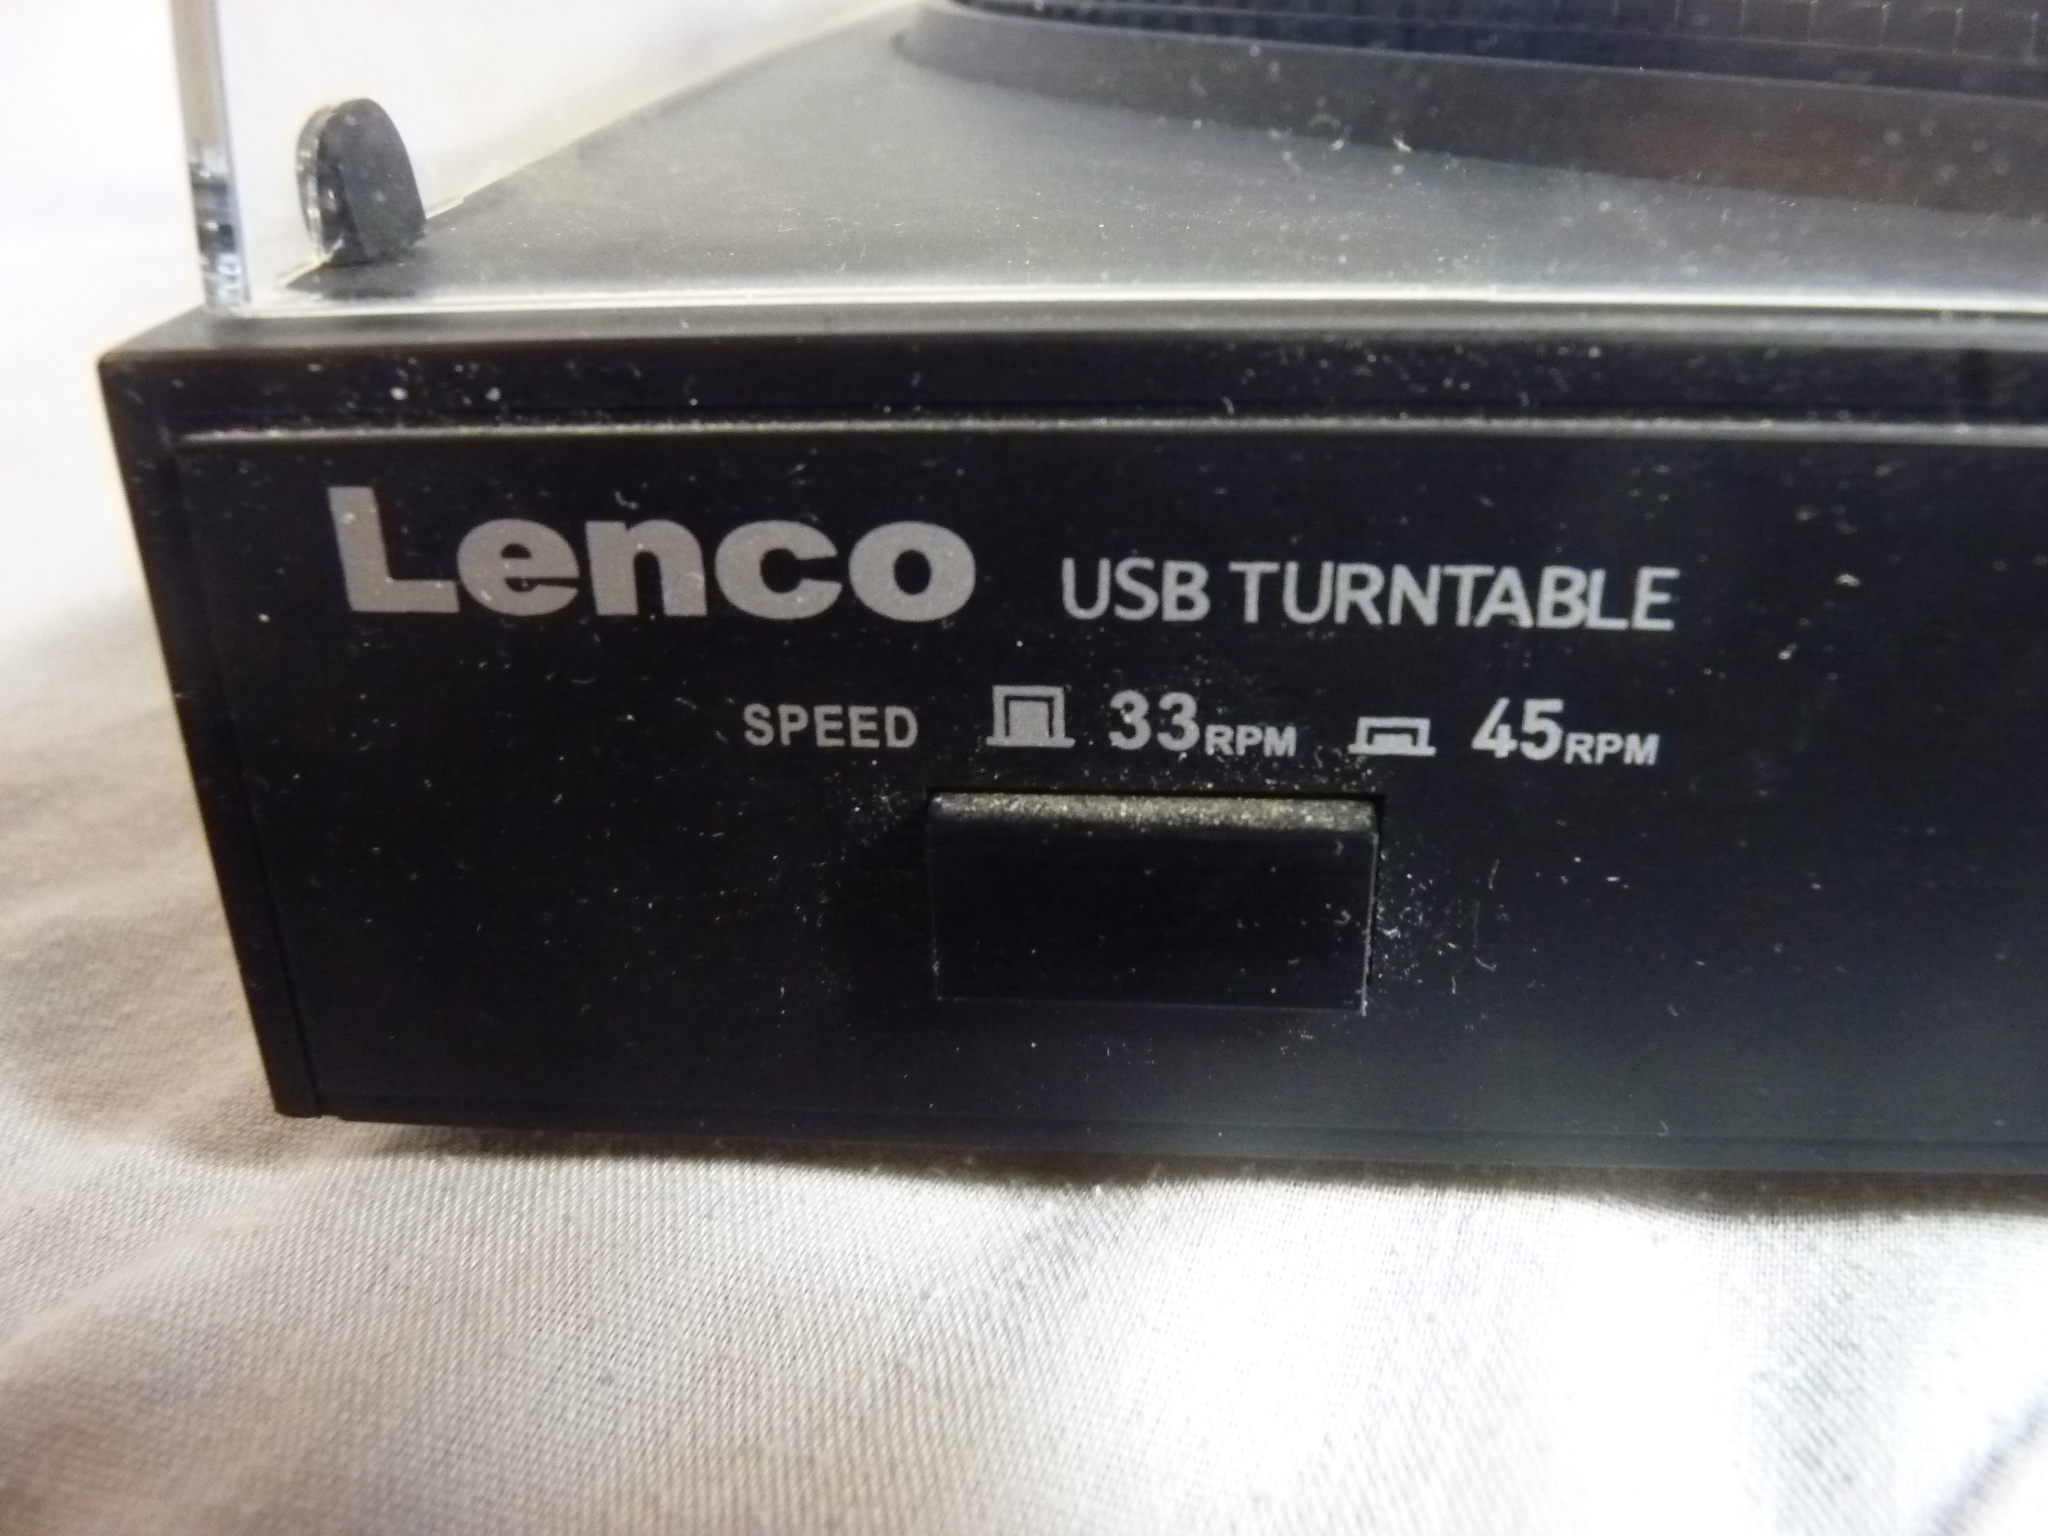 Lenco USB TURNTABLE
SPEED 33RPM 45RPM